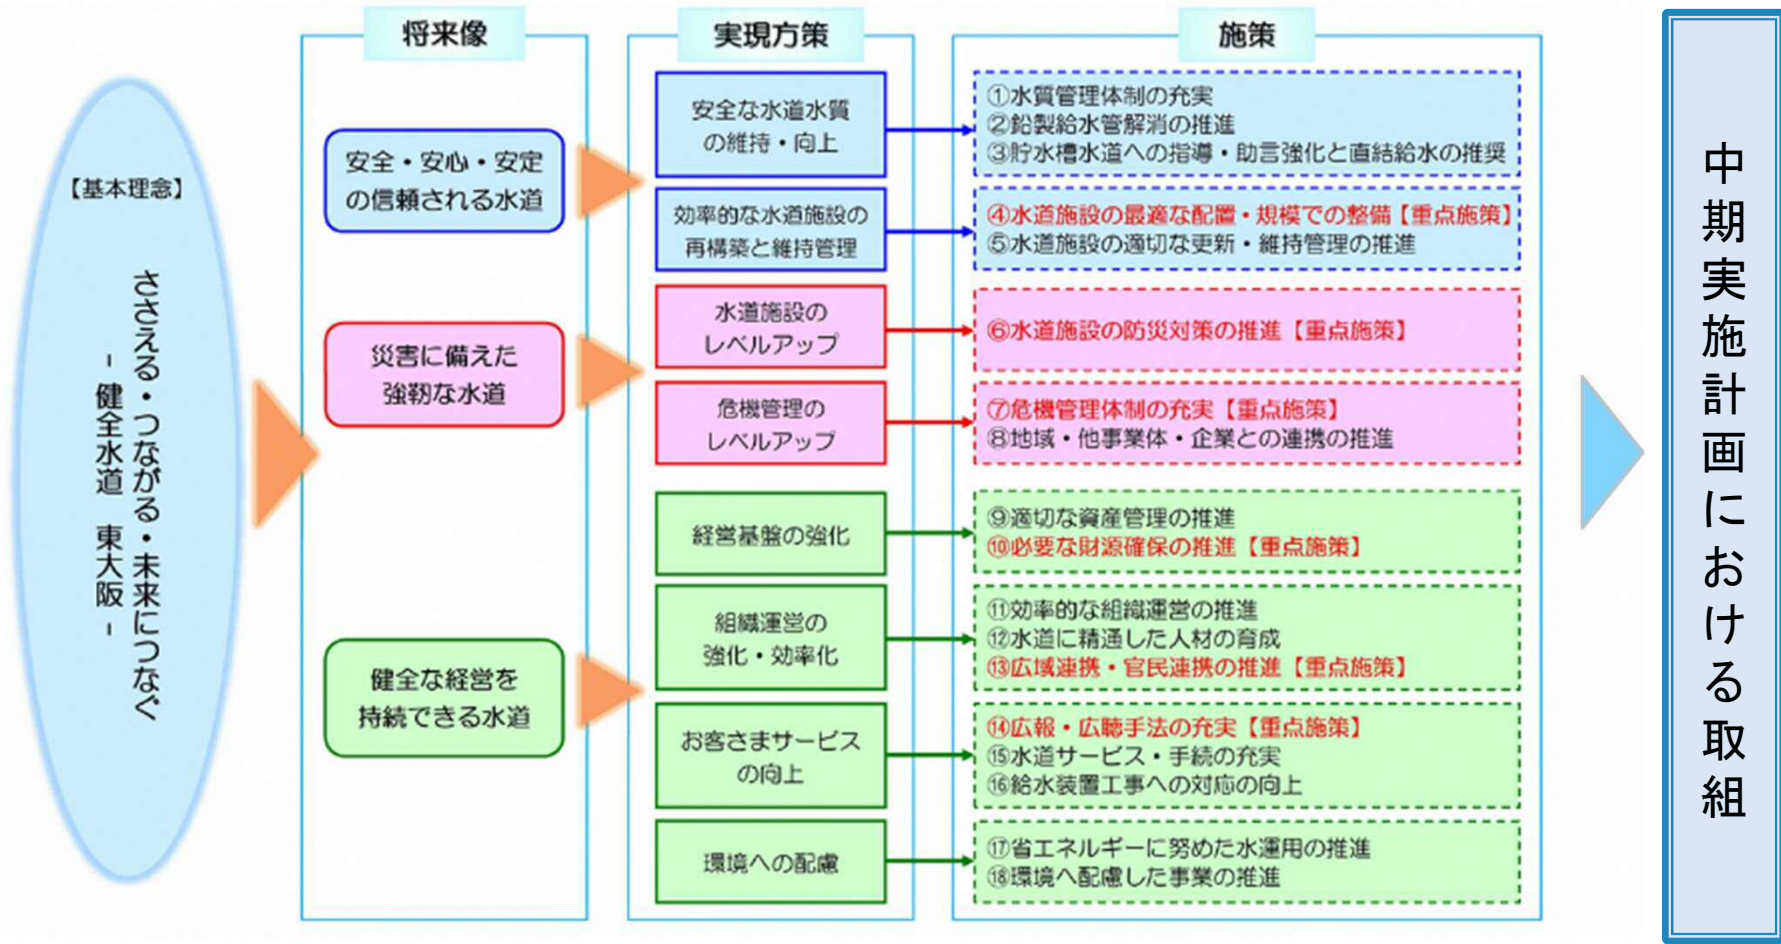 【基本理念】
ささえる・つながる・未来につなぐ
- 健全水道 東大阪 -
将来像
安全・安心・安定
の信頼される水道
災害に備えた
強靭な水道
健全な経営を
持続できる水道
実現方策
安全な水道水質
の維持・向上
効率的な水道施設の
再構築と維持管理
水道施設の
レベルアップ
危機管理の
レベルアップ
経営基盤の強化
組織運営の
強化・効率化
お客さまサービス
の向上
環境への配慮
施策
①水質管理体制の充実
②鉛製給水管解消の推進
③貯水槽水道への指導・助言強化と直結給水の推奨
④水道施設の最適な配置・規模での整備【重点施策】
⑤水道施設の適切な更新・維持管理の推進
⑥水道施設の防災対策の推進【重点施策】
⑦危機管理体制の充実【重点施策】
⑧地域・他事業体・企業との連携の推進
⑨適切な資産管理の推進
⑩必要な財源確保の推進【重点施策】
⑪効率的な組織運営の推進
⑫水道に精通した人材の育成
⑬広域連携・官民連携の推進【重点施策】
⑭広報・広聴手法の充実【重点施策】
⑮水道サービス・手続の充実
⑯給水装置工事への対応の向上
⑰省エネルギーに努めた水運用の推進
⑱環境へ配慮した事業の推進
中期実施計画における取組